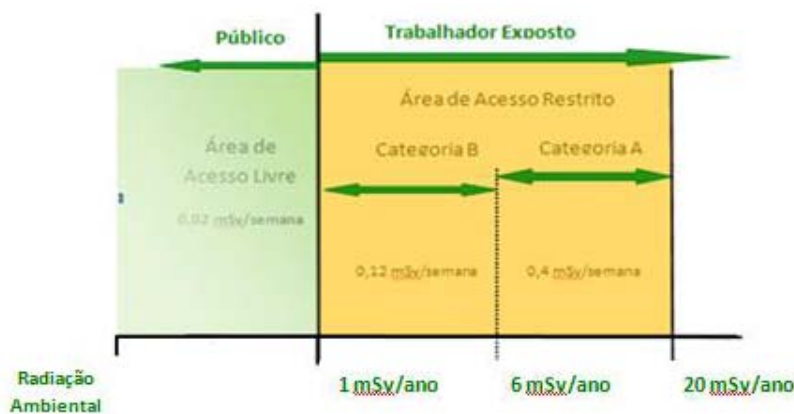 Público
Trabalhador Exposto
Área de Acesso Restrito
Área de
Acesso Livre
Categoria B
Categoria A
0,02 mSv/semana
0,12 mSv/semana
0,4 mSv/semana
Radiação
Ambiental
1 mSv/ano
6 mSv/ano
20 mSv/ano